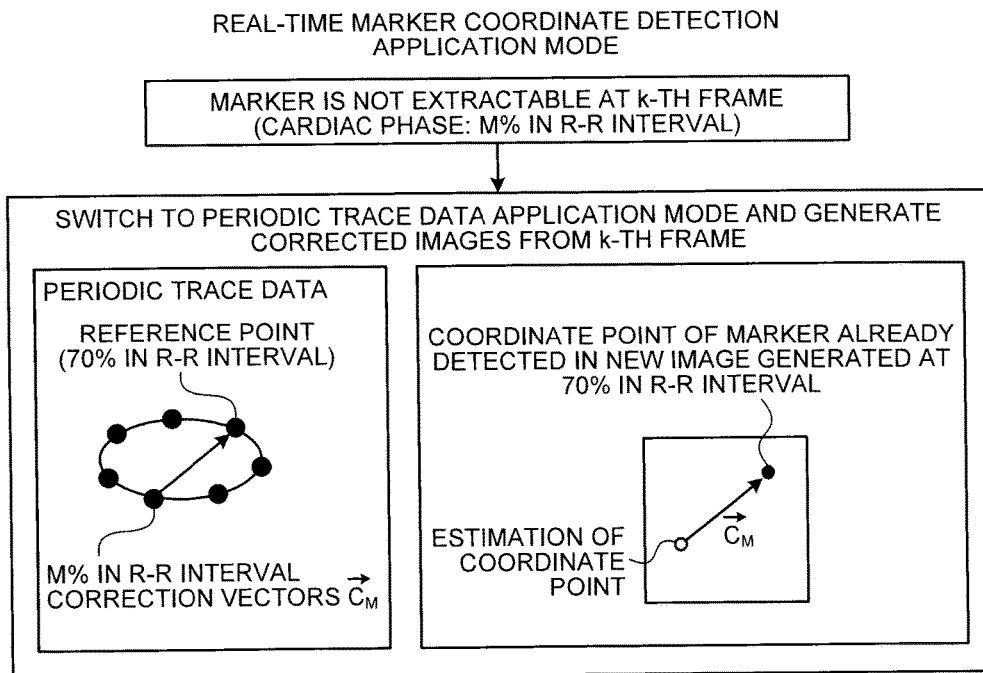 REAL-TIME MARKER COORDINATE DETECTION
APPLICATION MODE
MARKER IS NOT EXTRACTABLE AT k-TH FRAME
(CARDIAC PHASE: M% IN R-R INTERVAL)
SWITCH TO PERIODIC TRACE DATA APPLICATION MODE AND GENERATE
CORRECTED IMAGES FROM k-TH FRAME
PERIODIC TRACE DATA
REFERENCE POINT
(70% IN R-R INTERVAL)
M% IN R-R INTERVAL
CORRECTION VECTORS C⃗M
COORDINATE POINT OF MARKER ALREADY
DETECTED IN NEW IMAGE GENERATED AT
70% IN R-R INTERVAL
C⃗M
ESTIMATION OF
COORDINATE
POINT